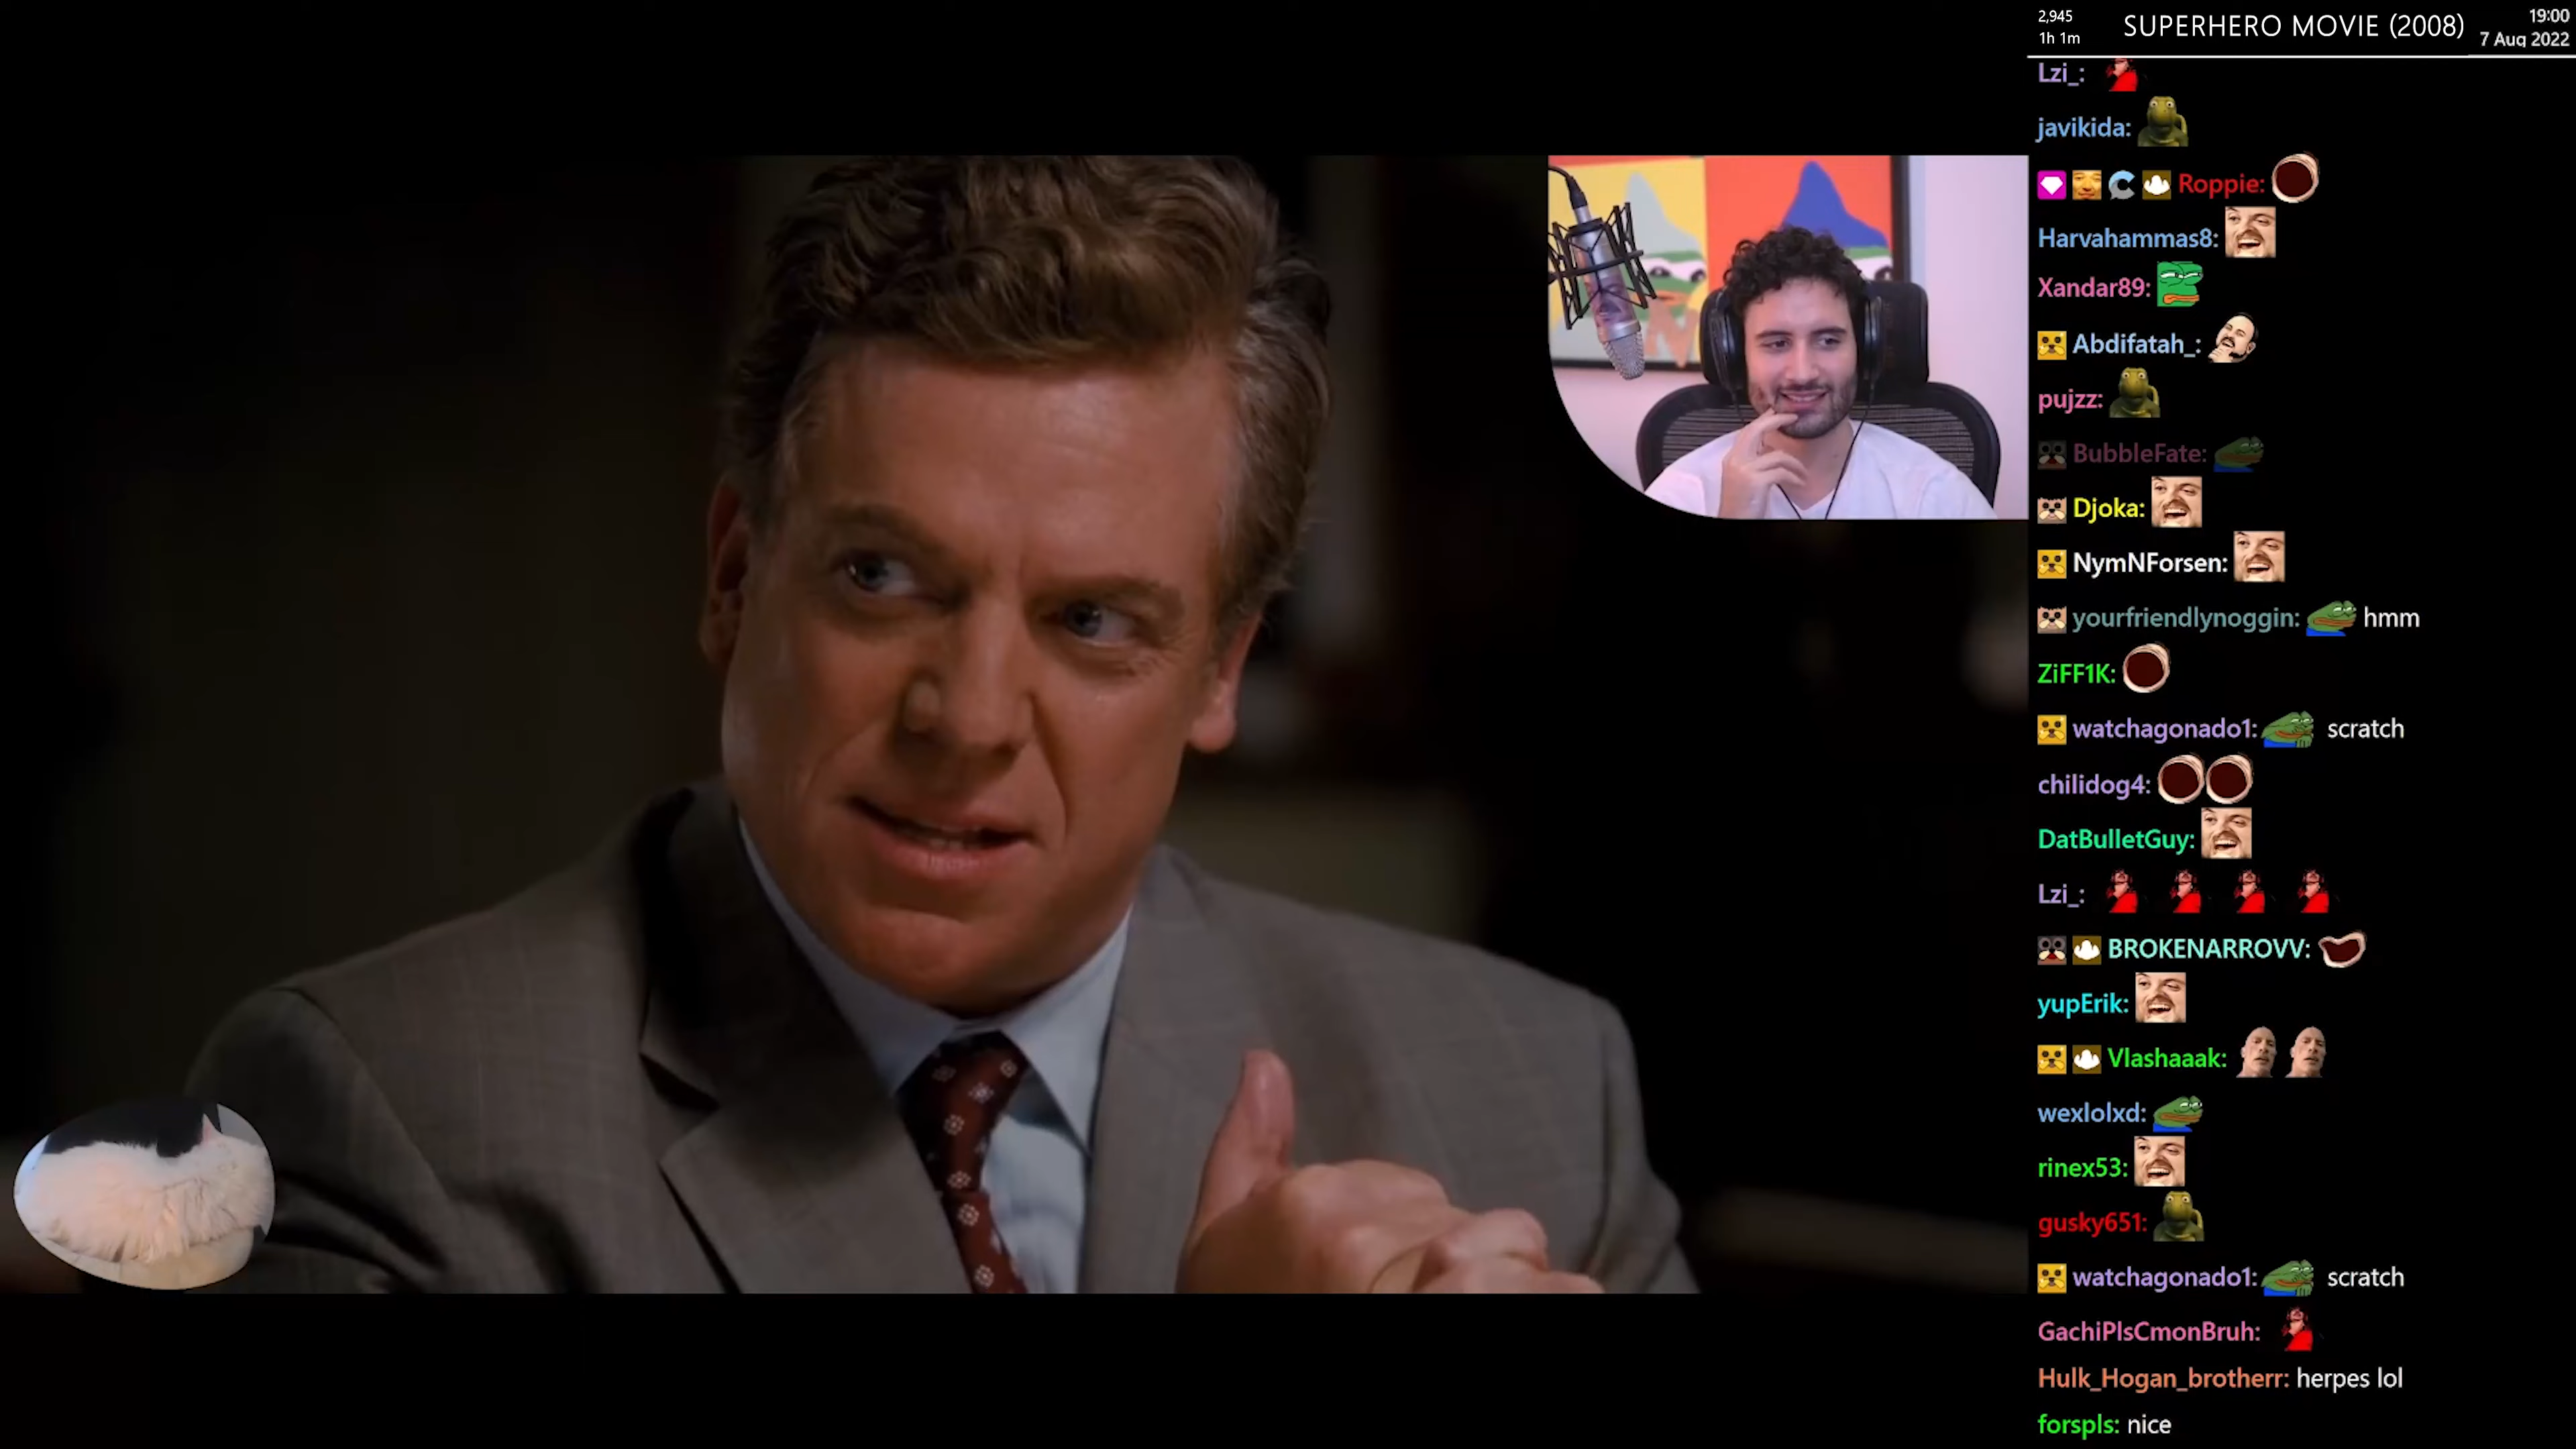 2,945
1h 1m
SUPERHERO MOVIE (2008)
19:00
7 Aug 2022
Lzi_:
javikida:
Roppie:
Harvahammas8:
Xandar89:
Abdifatah_:
pujzz:
BubbleFate:
Djoka:
NymNForsen:
yourfriendlynoggin: hmm
ZiFF1K:
watchagonado1: scratch
chilidog4:
DatBulletGuy:
Lzi_:
BROKENARROVV:
yupErik:
Vlashaaak:
wexlolxd:
rinex53:
gusky651:
watchagonado1: scratch
GachiPlsCmonBruh:
Hulk_Hogan_brotherr: herpes lol
forspls: nice